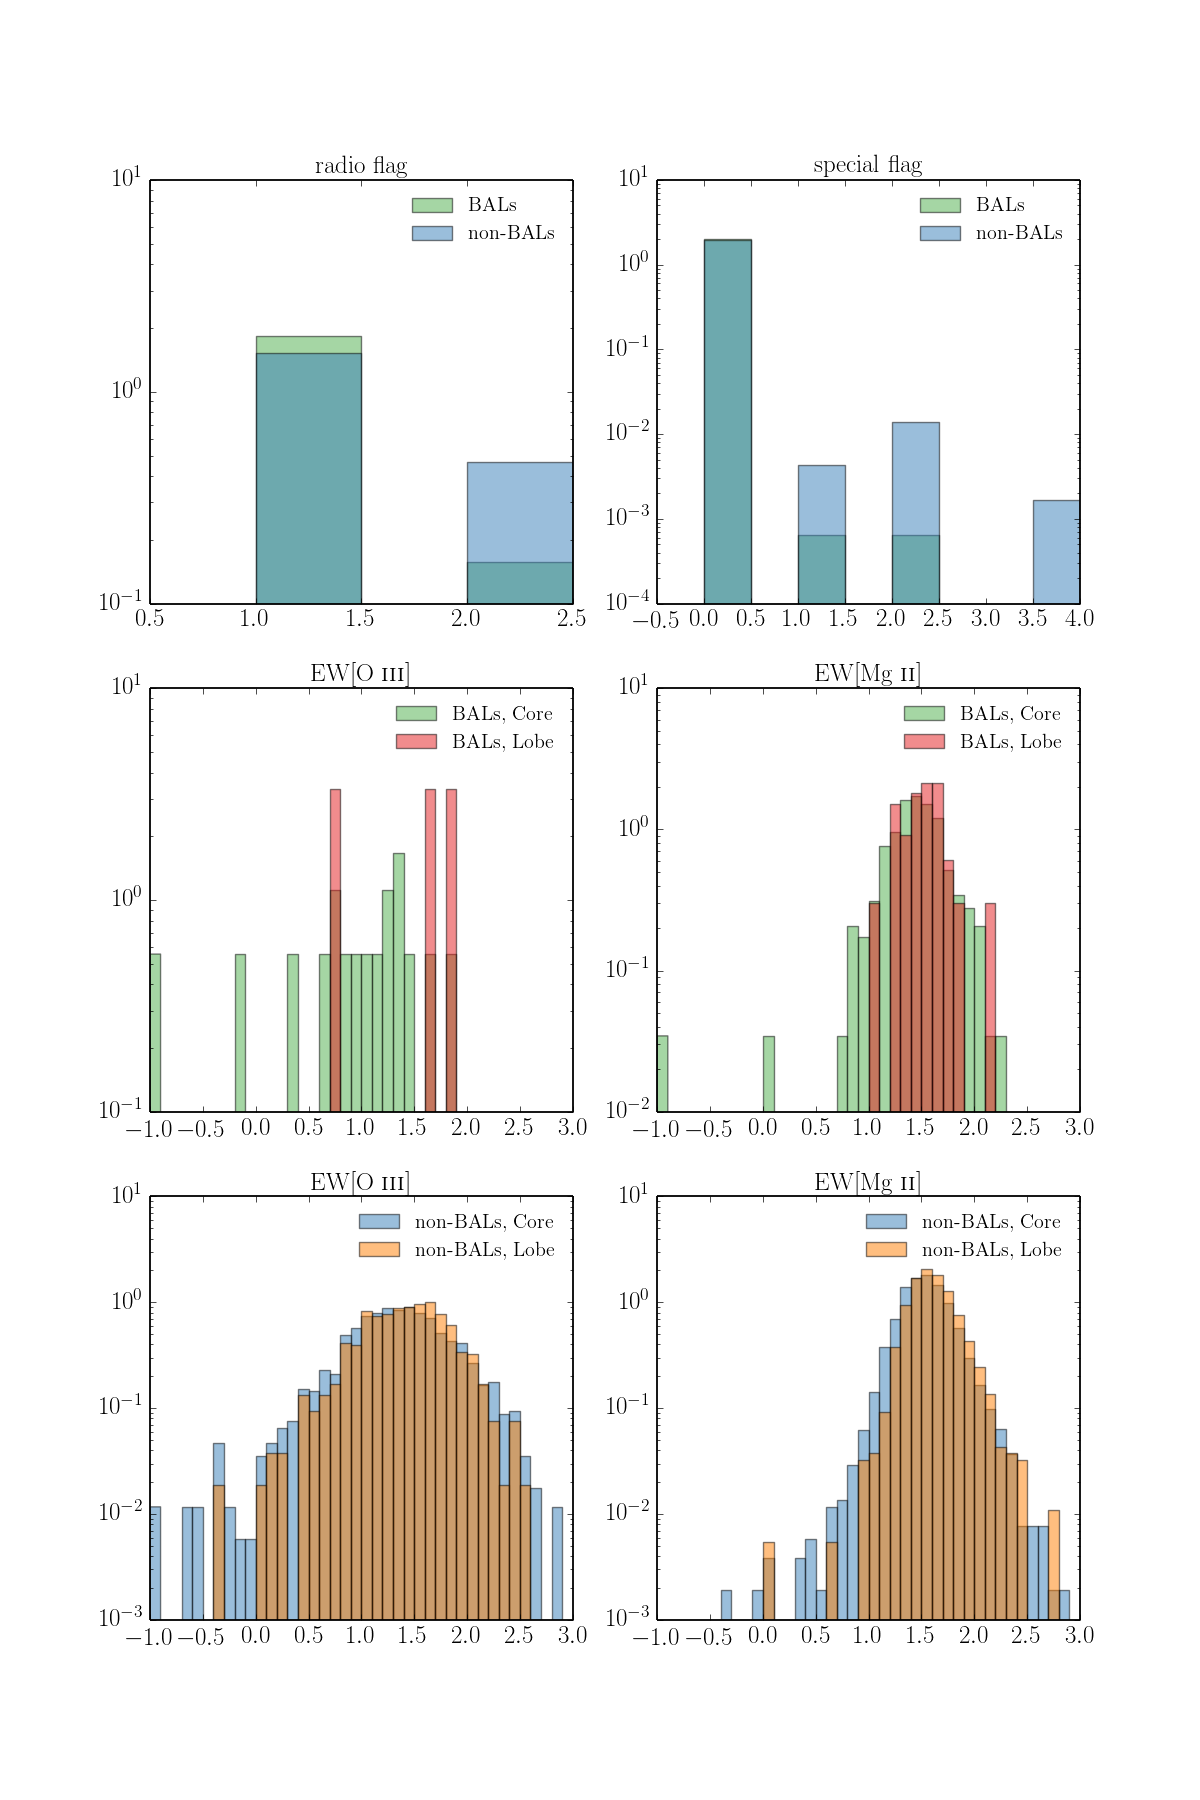 radio flag
special flag
10^1
10^0
10^−1
0.5 1.0 1.5 2.0 2.5
BALs
non-BALs
10^1
10^0
10^−1
10^−2
10^−3
10^−4
−0.5 0.0 0.5 1.0 1.5 2.0 2.5 3.0 3.5 4.0
BALs
non-BALs
EW[O III]
10^1
10^0
10^−1
−1.0 −0.5 0.0 0.5 1.0 1.5 2.0 2.5 3.0
BALs, Core
BALs, Lobe
EW[Mg II]
10^1
10^0
10^−1
10^−2
−1.0 −0.5 0.0 0.5 1.0 1.5 2.0 2.5 3.0
BALs, Core
BALs, Lobe
EW[O III]
10^1
10^0
10^−1
10^−2
10^−3
−1.0 −0.5 0.0 0.5 1.0 1.5 2.0 2.5 3.0
non-BALs, Core
non-BALs, Lobe
EW[Mg II]
10^1
10^0
10^−1
10^−2
10^−3
−1.0 −0.5 0.0 0.5 1.0 1.5 2.0 2.5 3.0
non-BALs, Core
non-BALs, Lobe